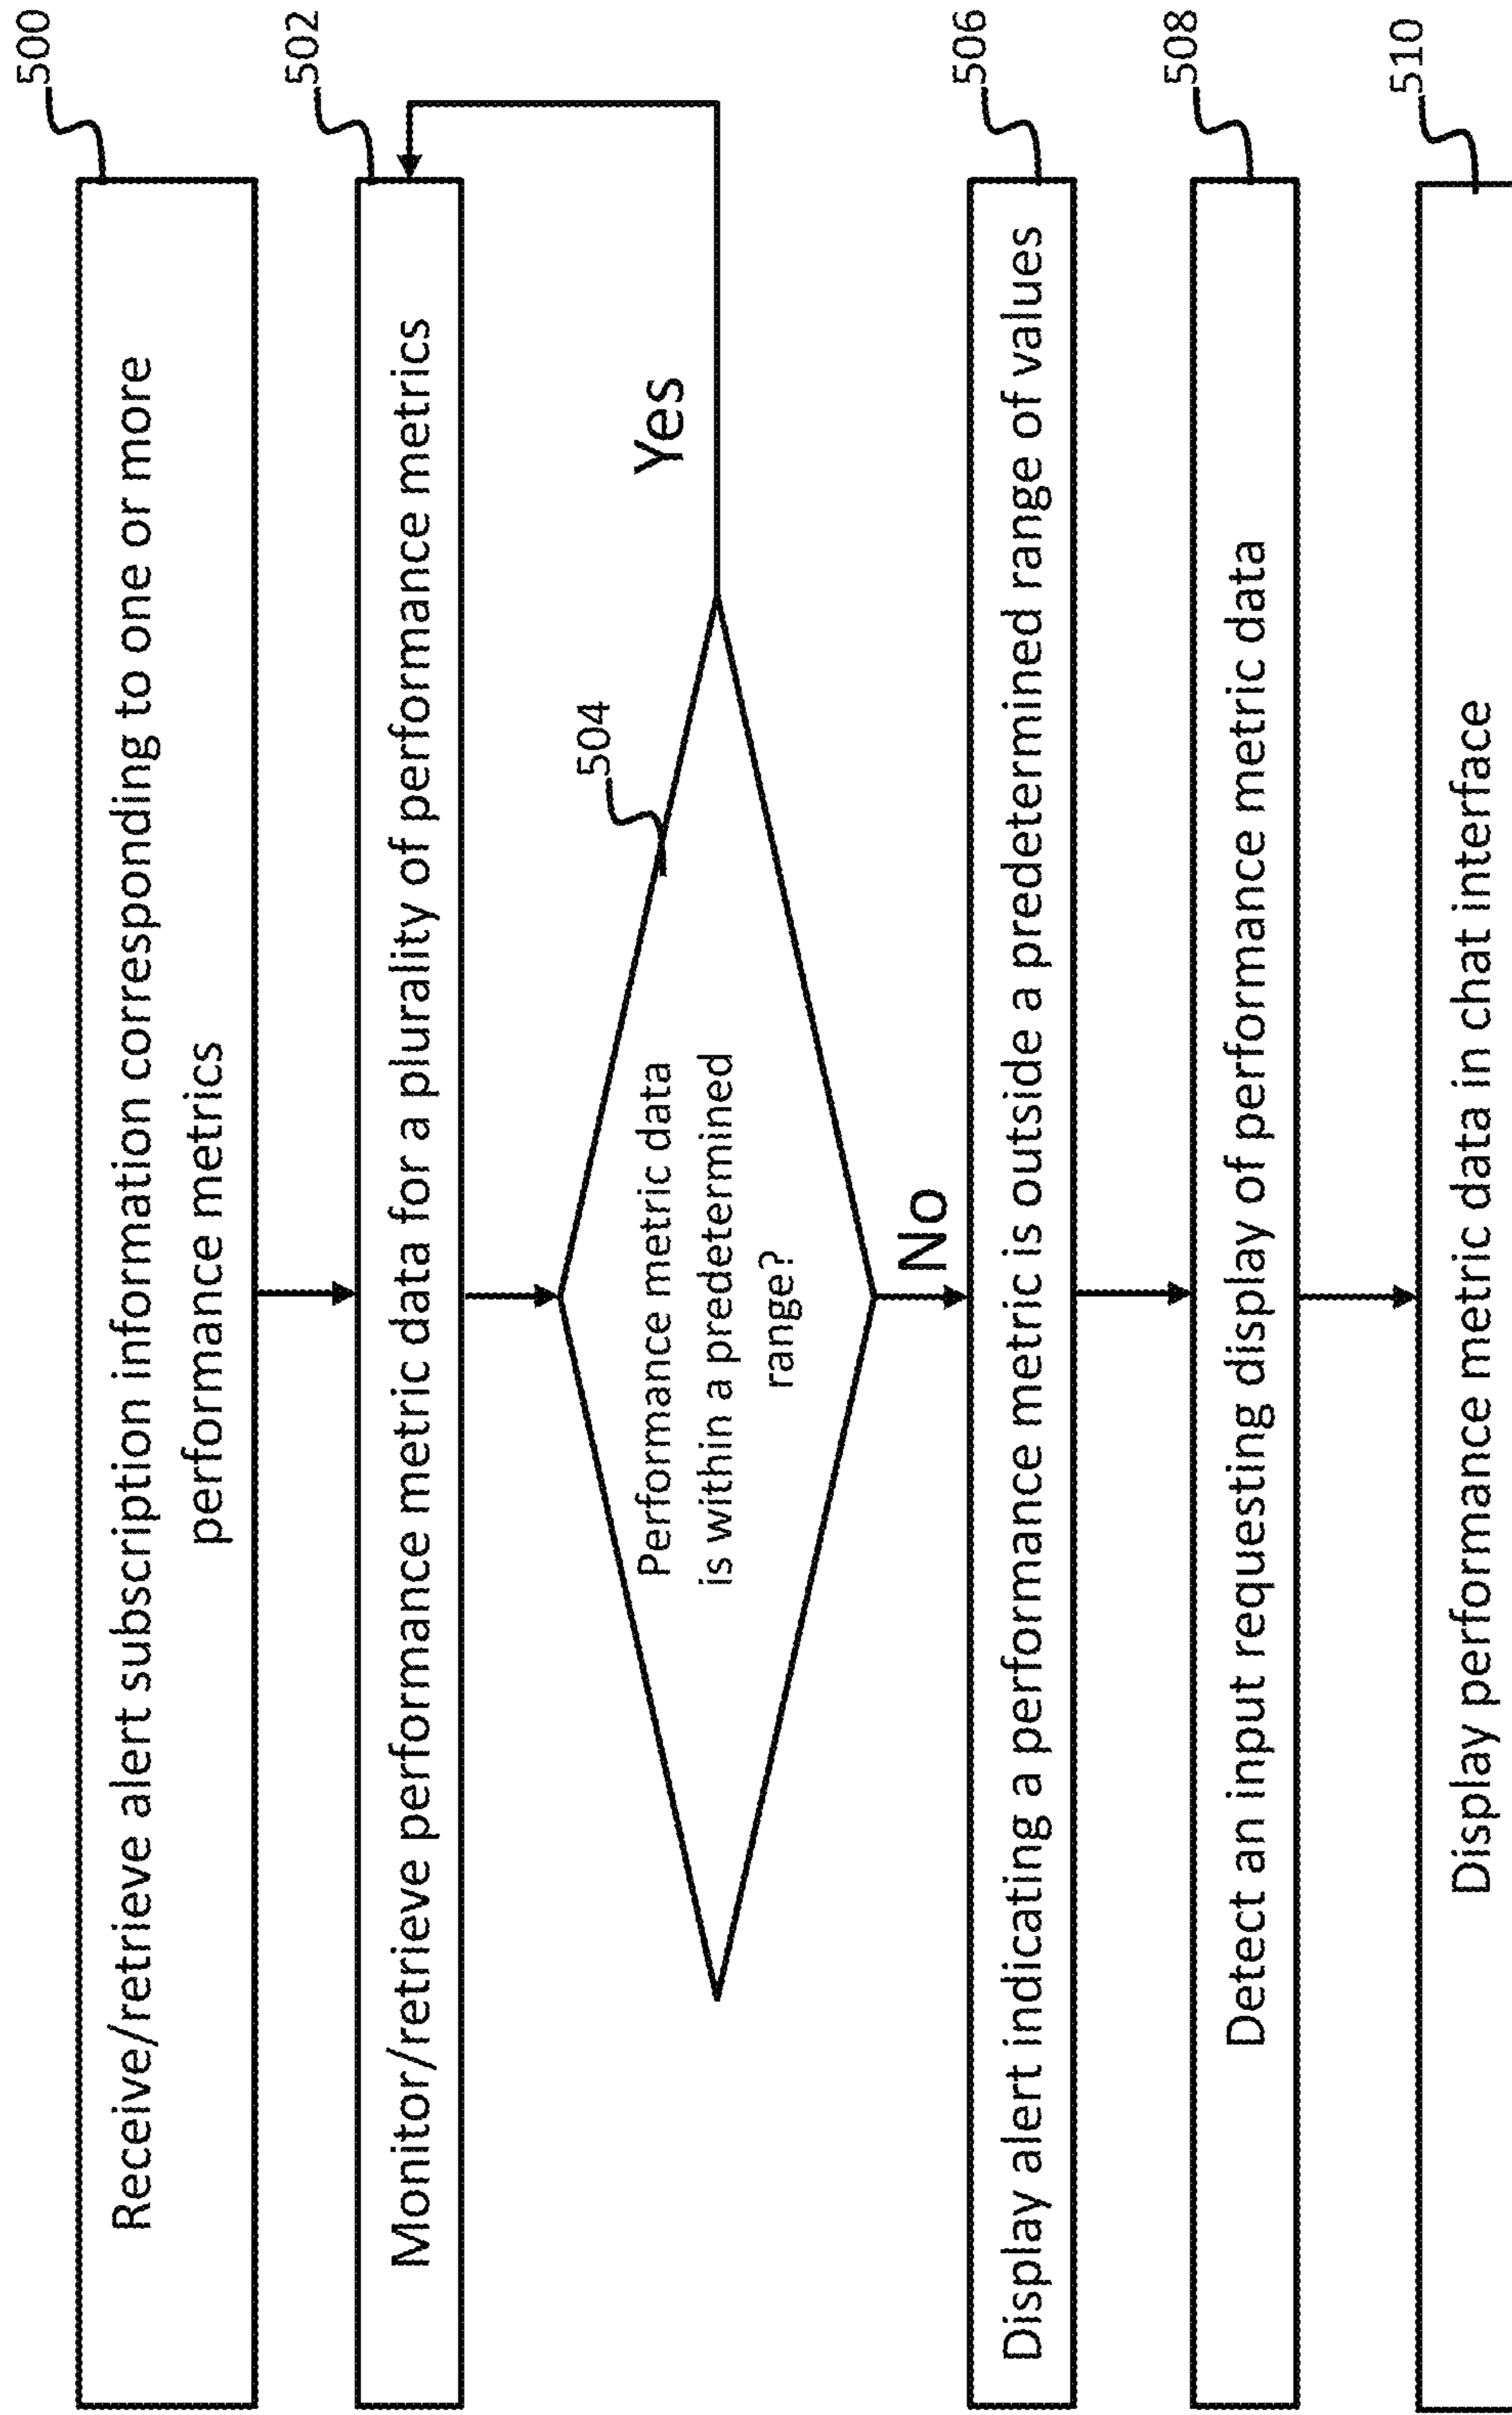 500
Receive/retrieve alert subscription information corresponding to one or more
performance metrics
502
Monitor/retrieve performance metric data for a plurality of performance metrics
504
Performance metric data
is within a predetermined
range?
Yes
No
506
Display alert indicating a performance metric is outside a predetermined range of values
508
Detect an input requesting display of performance metric data
510
Display performance metric data in chat interface